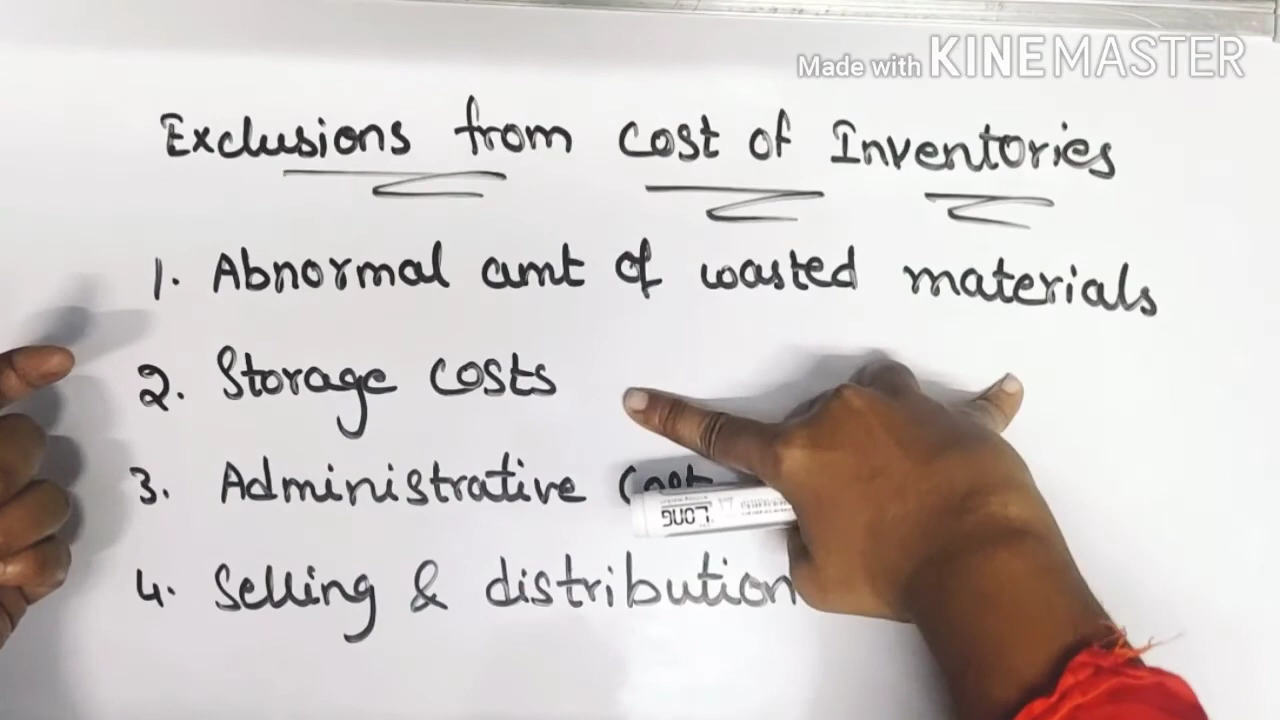 Made with KINEMASTER
Exclusions from cost of Inventories
1. Abnormal amt of wasted materials
2. Storage costs
3. Administrative
LONG
4. Selling & distribution